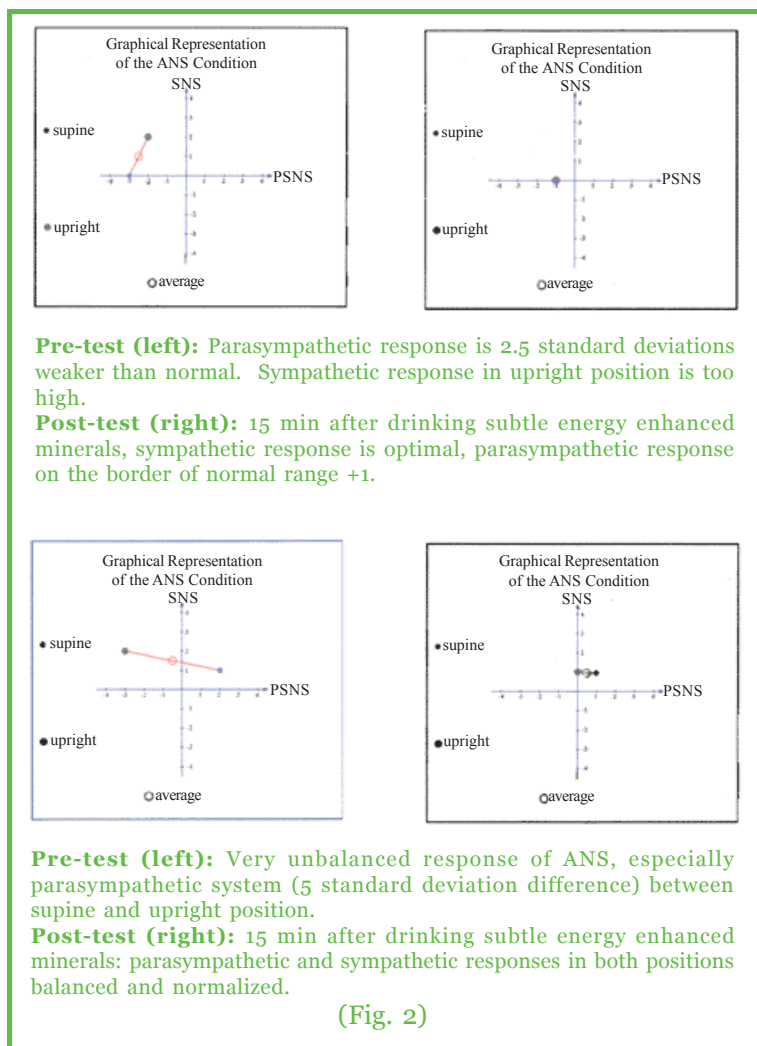 Graphical Representation
of the ANS Condition
SNS
supine
PSNS
upright
average
Graphical Representation
of the ANS Condition
SNS
supine
PSNS
upright
average
Pre-test (left): Parasympathetic response is 2.5 standard deviations
weaker than normal. Sympathetic response in upright position is too
high.
Post-test (right): 15 min after drinking subtle energy enhanced
minerals, sympathetic response is optimal, parasympathetic response
on the border of normal range +1.
Graphical Representation
of the ANS Condition
SNS
supine
PSNS
upright
average
Graphical Representation
of the ANS Condition
SNS
supine
PSNS
upright
average
Pre-test (left): Very unbalanced response of ANS, especially
parasympathetic system (5 standard deviation difference) between
supine and upright position.
Post-test (right): 15 min after drinking subtle energy enhanced
minerals: parasympathetic and sympathetic responses in both positions
balanced and normalized.
(Fig. 2)